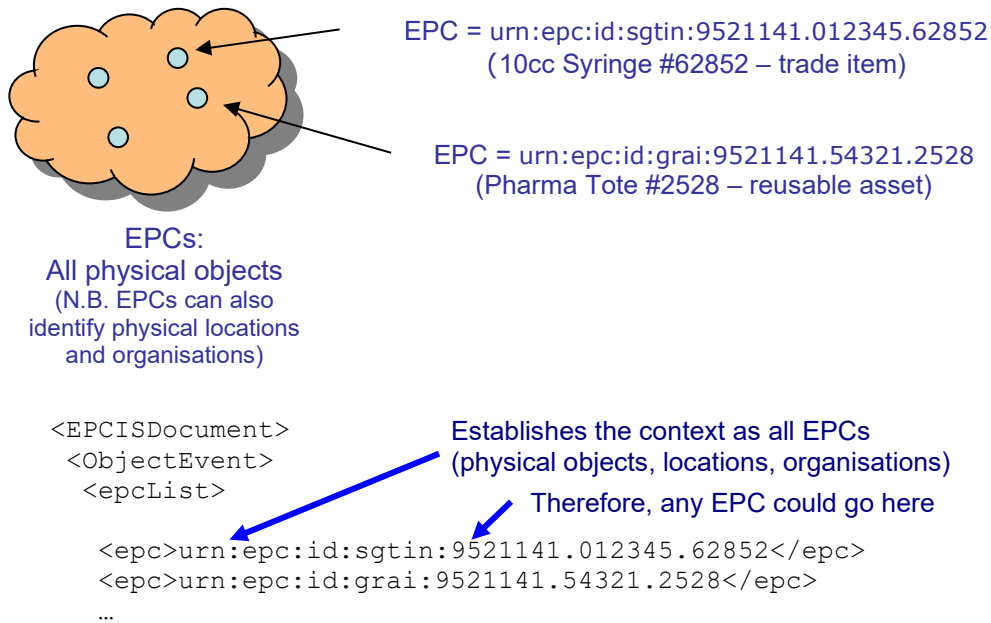 EPC = urn:epc:id:sgtin:9521141.012345.62852
(10cc Syringe #62852 – trade item)
EPC = urn:epc:id:grai:9521141.54321.2528
(Pharma Tote #2528 – reusable asset)
EPCs:
All physical objects
(N.B. EPCs can also
identify physical locations
and organisations)
Establishes the context as all EPCs
(physical objects, locations, organisations)
Therefore, any EPC could go here
<EPCISDocument>
<ObjectEvent>
<epcList>
<epc>urn:epc:id:sgtin:9521141.012345.62852</epc>
<epc>urn:epc:id:grai:9521141.54321.2528</epc>
…